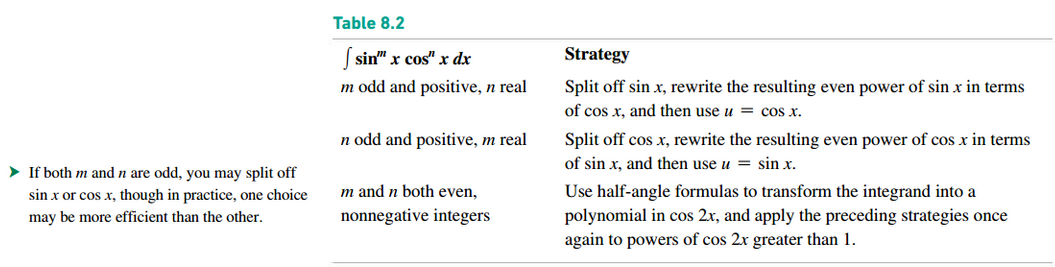 Table 8.2
∫ sinᵐ x cosⁿ x dx Strategy
m odd and positive, n real Split off sin x, rewrite the resulting even power of sin x in terms
of cos x, and then use u = cos x.
n odd and positive, m real Split off cos x, rewrite the resulting even power of cos x in terms
of sin x, and then use u = sin x.
➤ If both m and n are odd, you may split off
sin x or cos x, though in practice, one choice
may be more efficient than the other.
m and n both even, Use half-angle formulas to transform the integrand into a
nonnegative integers polynomial in cos 2x, and apply the preceding strategies once
again to powers of cos 2x greater than 1.